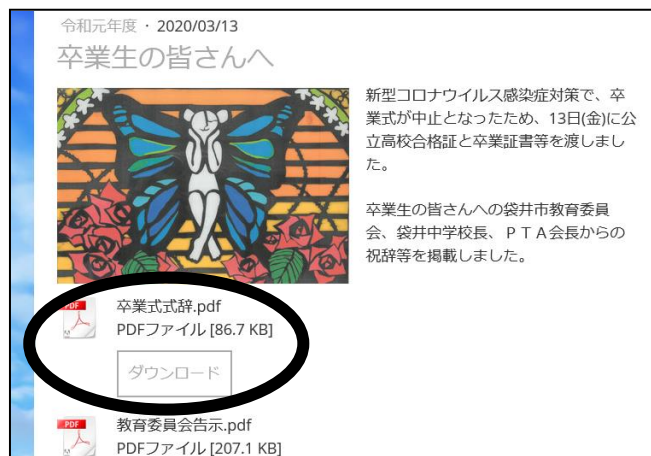 令和元年度 ・ 2020/03/13
卒業生の皆さんへ
新型コロナウイルス感染症対策で、卒
業式が中止となったため、13日(金)に公
立高校合格証と卒業証書等を渡しまし
た。
卒業生の皆さんへの袋井市教育委員
会、袋井中学校長、ＰＴＡ会長からの
祝辞等を掲載しました。
PDF
卒業式式辞.pdf
PDFファイル [86.7 KB]
ダウンロード
PDF
教育委員会告示.pdf
PDFファイル [207.1 KB]